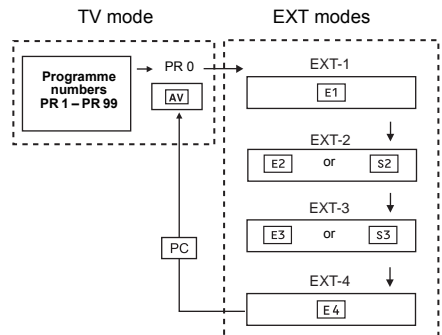 TV mode
EXT modes
Programme
numbers
PR 1 – PR 99
PR 0
AV
EXT-1
E1
EXT-2
E2 or S2
EXT-3
E3 or S3
PC
EXT-4
E4